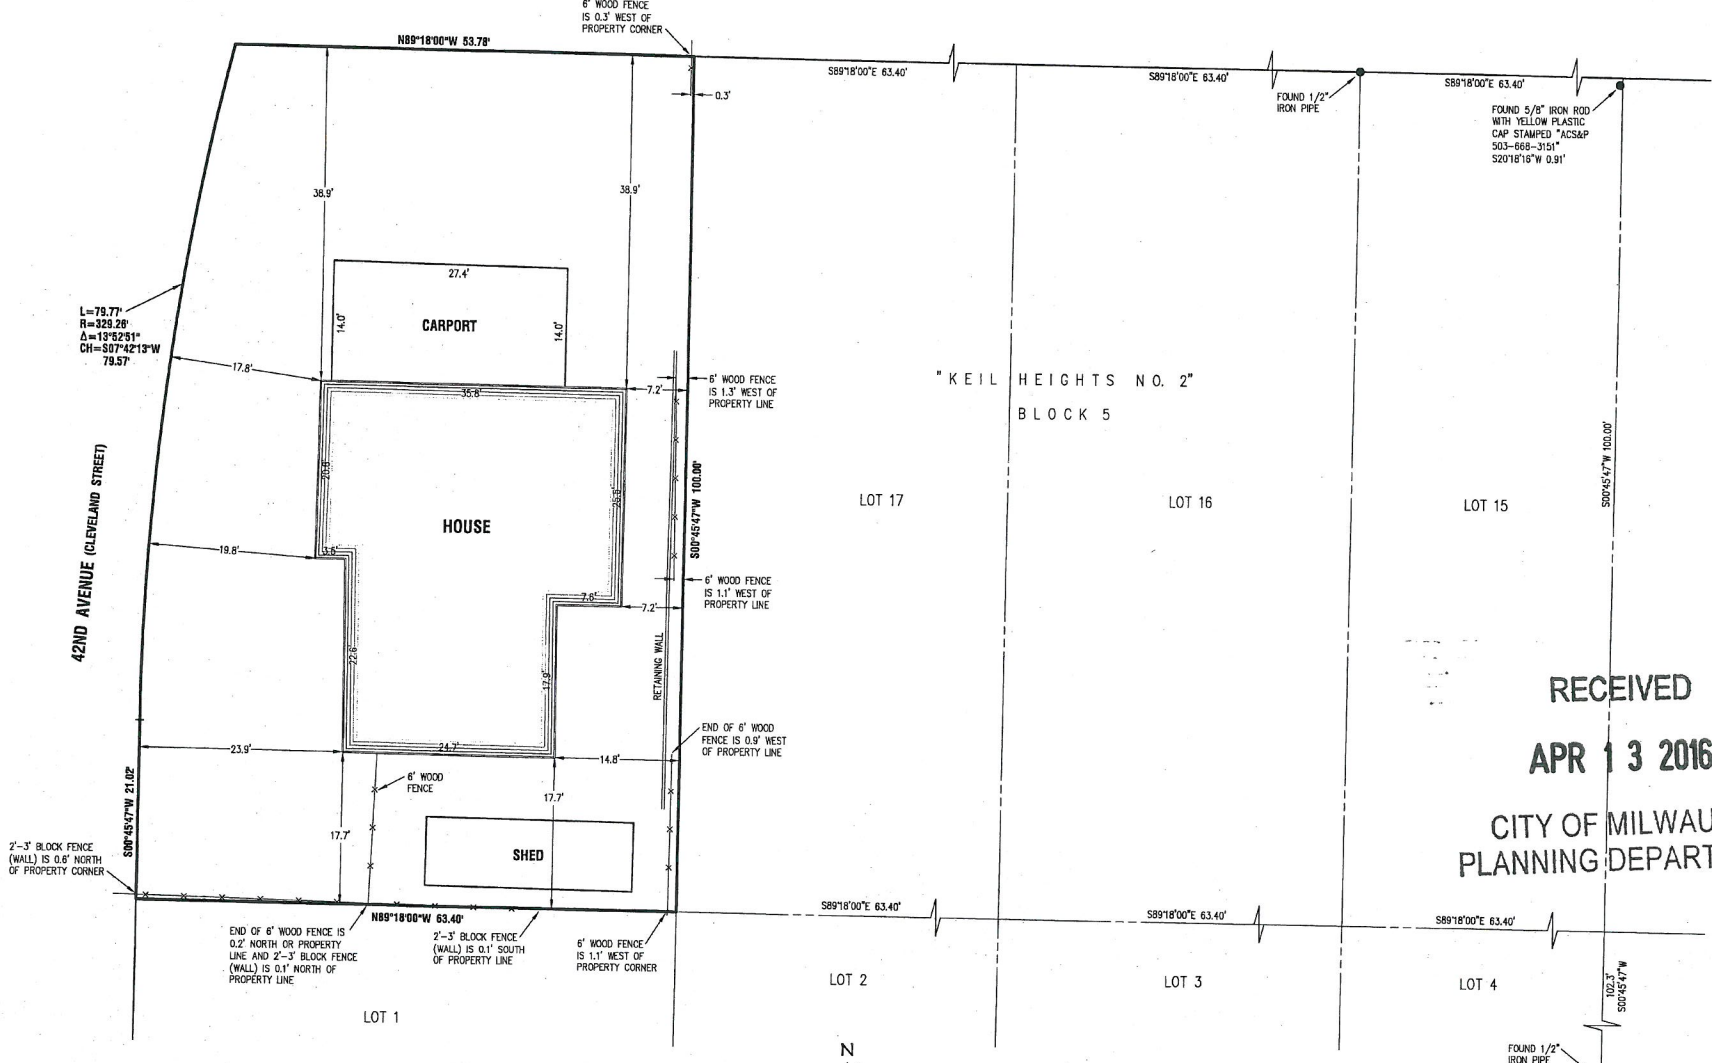 6' WOOD FENCE
IS 0.3' WEST OF
PROPERTY CORNER
N89°18'00"W 53.78'
S89°18'00"E 63.40'
S89°18'00"E 63.40'
S89°18'00"E 63.40'
0.3'
FOUND 1/2"
IRON PIPE
FOUND 5/8" IRON ROD
WITH YELLOW PLASTIC
CAP STAMPED "ACS&P
503-668-3151"
S20°18'16"W 0.91'
38.9'
38.9'
27.4'
14.0'
CARPORT
14.0'
L=79.77'
R=329.26'
Δ=13°52'51"
CH=S07°42'13"W
79.57'
17.8'
35.8'
7.2'
6' WOOD FENCE
IS 1.3' WEST OF
PROPERTY LINE
"KEIL HEIGHTS NO. 2"
BLOCK 5
S00°45'47"W 100.00'
S00°45'47"W 100.00'
42ND AVENUE (CLEVELAND STREET)
LOT 17
LOT 16
LOT 15
HOUSE
19.8'
7.2'
6' WOOD FENCE
IS 1.1' WEST OF
PROPERTY LINE
22.6'
17.9'
RETAINING WALL
RECEIVED
APR 13 2016
CITY OF MILWAU
PLANNING DEPART
23.9'
24.7'
14.8'
END OF 6' WOOD
FENCE IS 0.9' WEST
OF PROPERTY LINE
6' WOOD
FENCE
17.7'
17.7'
S00°45'47"W 21.02'
SHED
2'-3' BLOCK FENCE
(WALL) IS 0.6' NORTH
OF PROPERTY CORNER
N89°18'00"W 63.40'
S89°18'00"E 63.40'
S89°18'00"E 63.40'
S89°18'00"E 63.40'
END OF 6' WOOD FENCE IS
0.2' NORTH OR PROPERTY
LINE AND 2'-3' BLOCK FENCE
(WALL) IS 0.1' NORTH OF
PROPERTY LINE
2'-3' BLOCK FENCE
(WALL) IS 0.1' SOUTH
OF PROPERTY LINE
6' WOOD FENCE
IS 1.1' WEST OF
PROPERTY CORNER
LOT 1
LOT 2
LOT 3
LOT 4
102.3'
S00°45'47"W
N
FOUND 1/2"
IRON PIPE